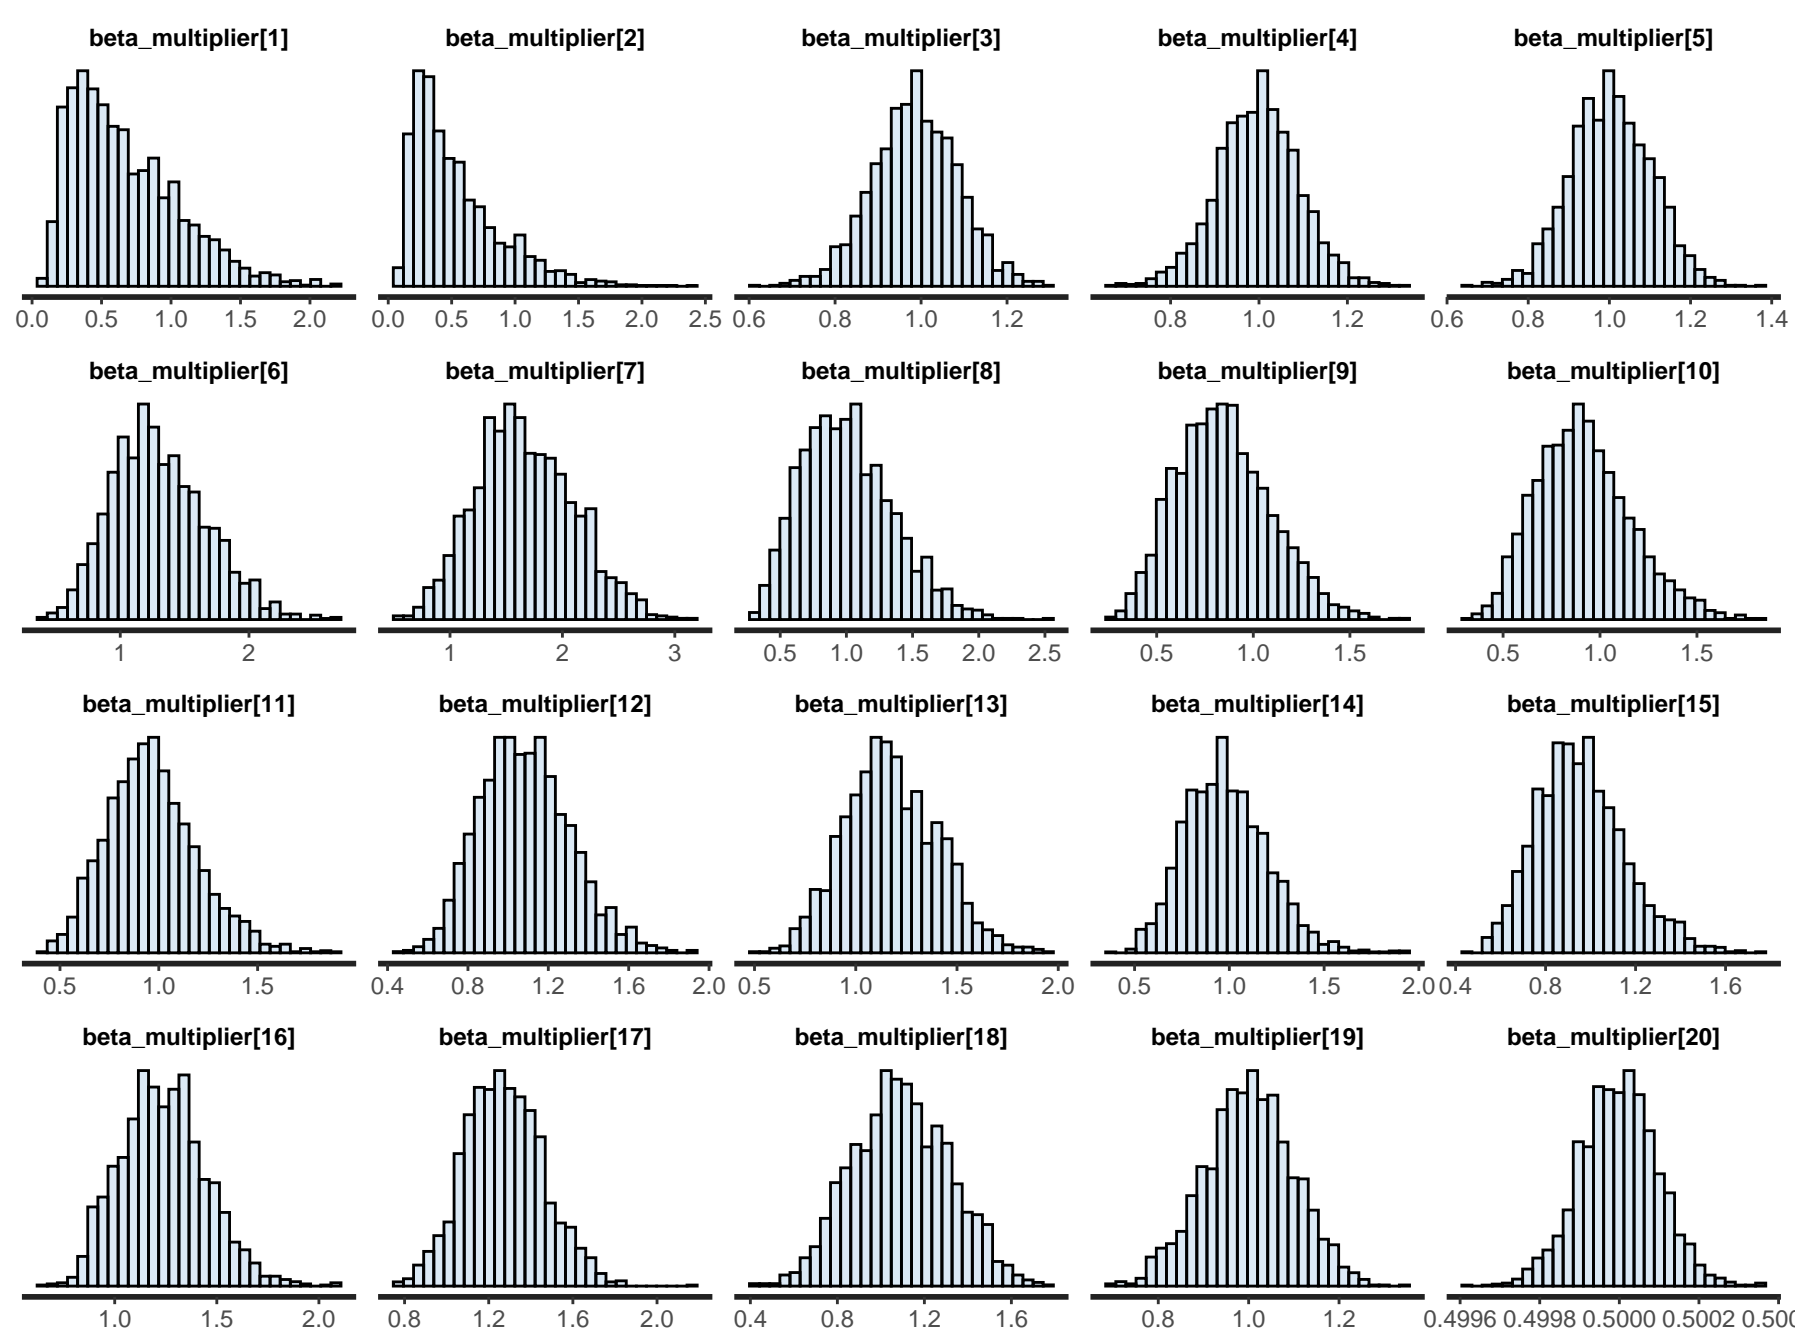 beta_multiplier[1] beta_multiplier[2] beta_multiplier[3] beta_multiplier[4] beta_multiplier[5]
0.0 0.5 1.0 1.5 2.0 0.0 0.5 1.0 1.5 2.0 2.5 0.6 0.8 1.0 1.2 0.8 1.0 1.2 0.6 0.8 1.0 1.2 1.4
beta_multiplier[6] beta_multiplier[7] beta_multiplier[8] beta_multiplier[9] beta_multiplier[10]
1 2 1 2 3 0.5 1.0 1.5 2.0 2.5 0.5 1.0 1.5 0.5 1.0 1.5
beta_multiplier[11] beta_multiplier[12] beta_multiplier[13] beta_multiplier[14] beta_multiplier[15]
0.5 1.0 1.5 0.4 0.8 1.2 1.6 2.0 0.5 1.0 1.5 2.0 0.5 1.0 1.5 2.0 0.4 0.8 1.2 1.6
beta_multiplier[16] beta_multiplier[17] beta_multiplier[18] beta_multiplier[19] beta_multiplier[20]
1.0 1.5 2.0 0.8 1.2 1.6 2.0 0.4 0.8 1.2 1.6 0.8 1.0 1.2 0.4996 0.4998 0.5000 0.5002